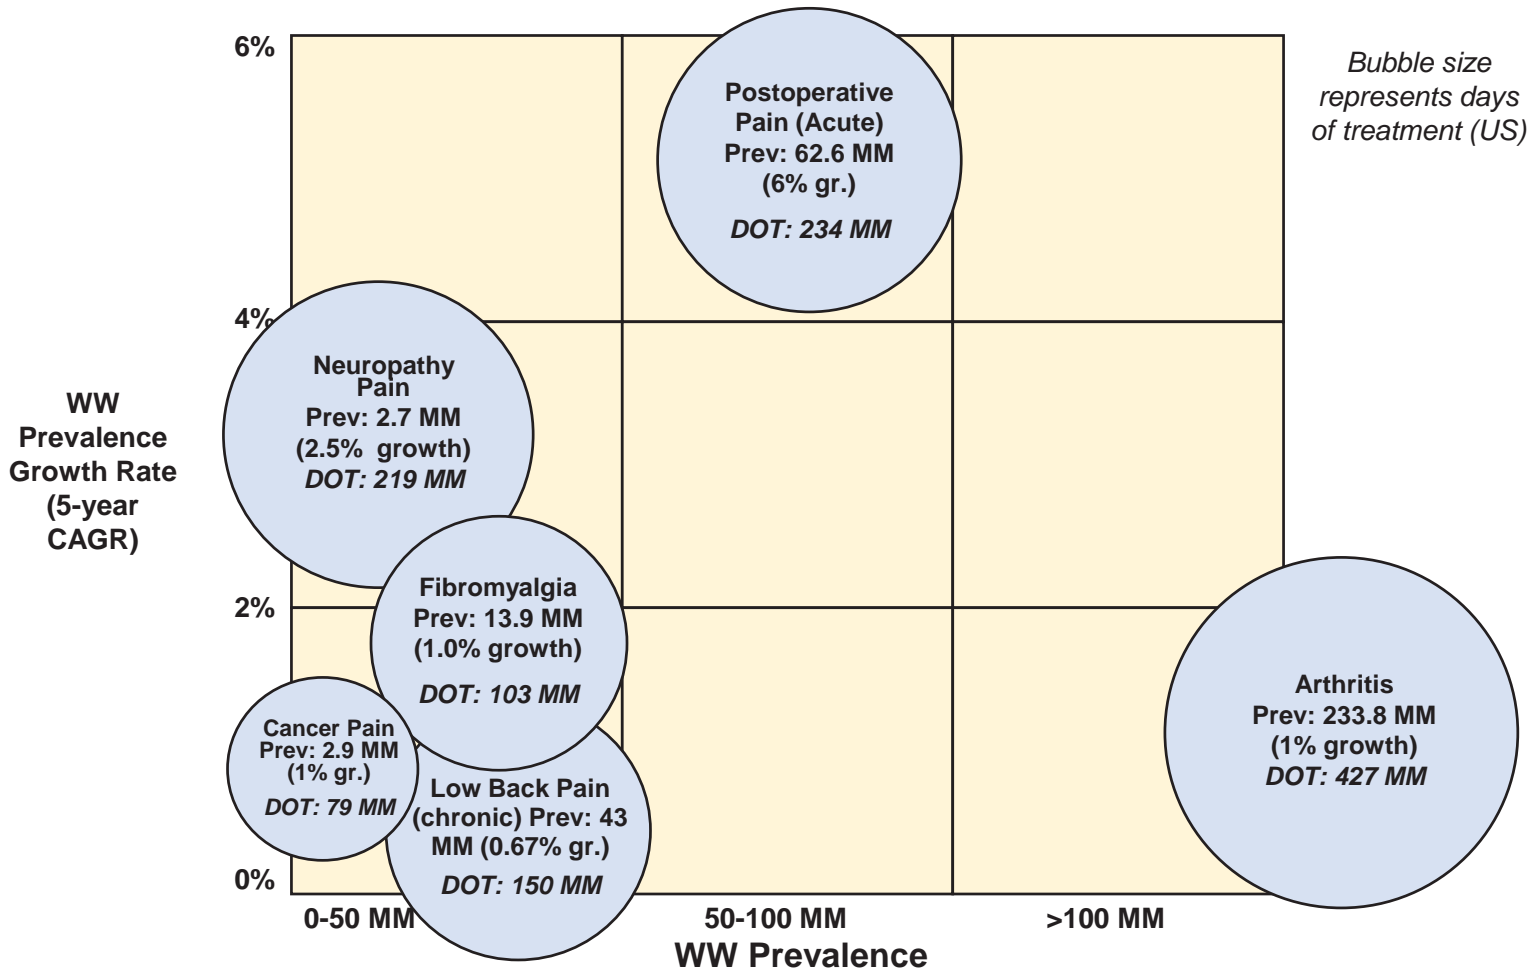 6%
Postoperative
Pain (Acute)
Prev: 62.6 MM
(6% gr.)
DOT: 234 MM
Bubble size
represents days
of treatment (US)
4%
Neuropathy
Pain
Prev: 2.7 MM
(2.5% growth)
DOT: 219 MM
WW
Prevalence
Growth Rate
(5-year
CAGR)
2%
Fibromyalgia
Prev: 13.9 MM
(1.0% growth)
DOT: 103 MM
Arthritis
Prev: 233.8 MM
(1% growth)
DOT: 427 MM
Cancer Pain
Prev: 2.9 MM
(1% gr.)
DOT: 79 MM
Low Back Pain
(chronic) Prev: 43
MM (0.67% gr.)
DOT: 150 MM
0%
0-50 MM
50-100 MM
>100 MM
WW Prevalence